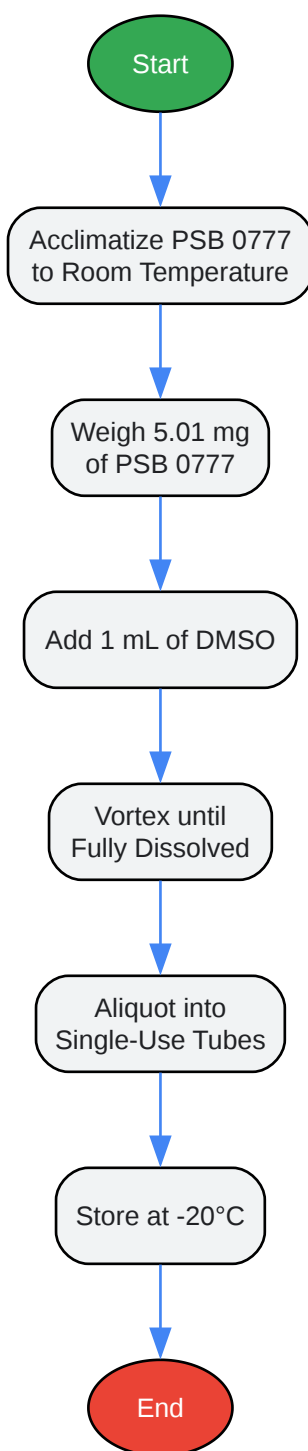 Start
Acclimatize PSB 0777
to Room Temperature
Weigh 5.01 mg
of PSB 0777
Add 1 mL of DMSO
Vortex until
Fully Dissolved
Aliquot into
Single-Use Tubes
Store at -20°C
End